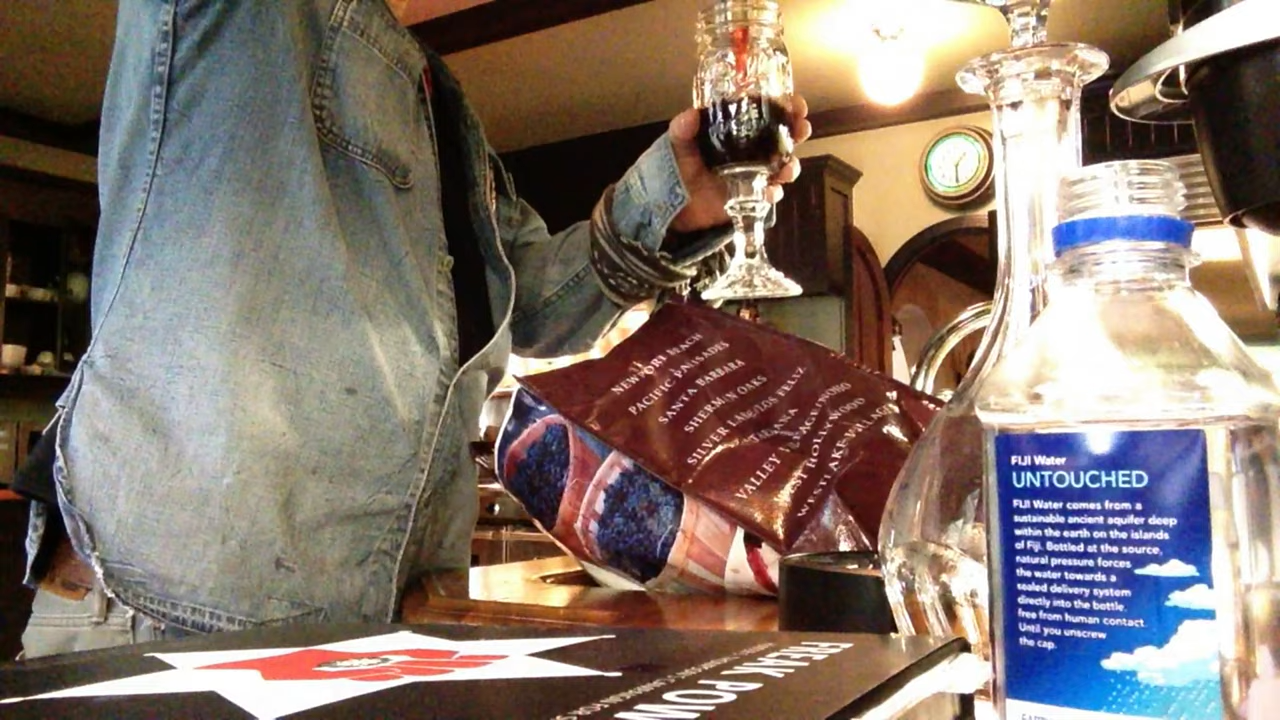 NEWPORT BEACH
PACIFIC PALISADES
SANTA BARBARA
SHERMAN OAKS
SILVER LAKE/LOS FELIZ
TARZANA
VALLEY VILLAGE/NOHO
WEST HOLLYWOOD
WESTLAKE VILLAGE
FIJI Water
UNTOUCHED
FIJI Water comes from a
sustainable ancient aquifer deep
within the earth on the islands
of Fiji. Bottled at the source,
natural pressure forces
the water towards a
sealed delivery system
directly into the bottle,
free from human contact.
Until you unscrew
the cap.
FREAK POW